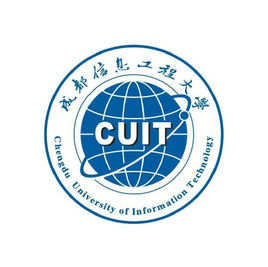 成都信息工程大学
CUIT
Chengdu University of Information Technology